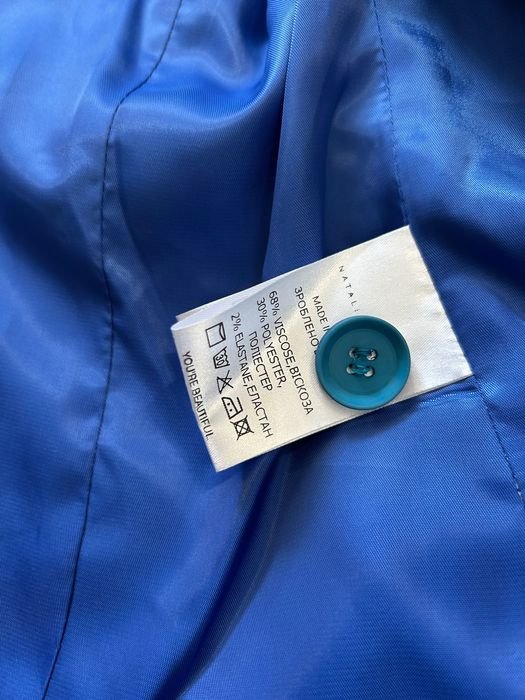 NATALI
MADE IN
ЗРОБЛЕНО В
68% VISCOSE,ВІСКОЗА
30% POLYESTER,
ПОЛІЕСТЕР
2% ELASTANE,ЕЛАСТАН
YOU'RE BEAUTIFUL